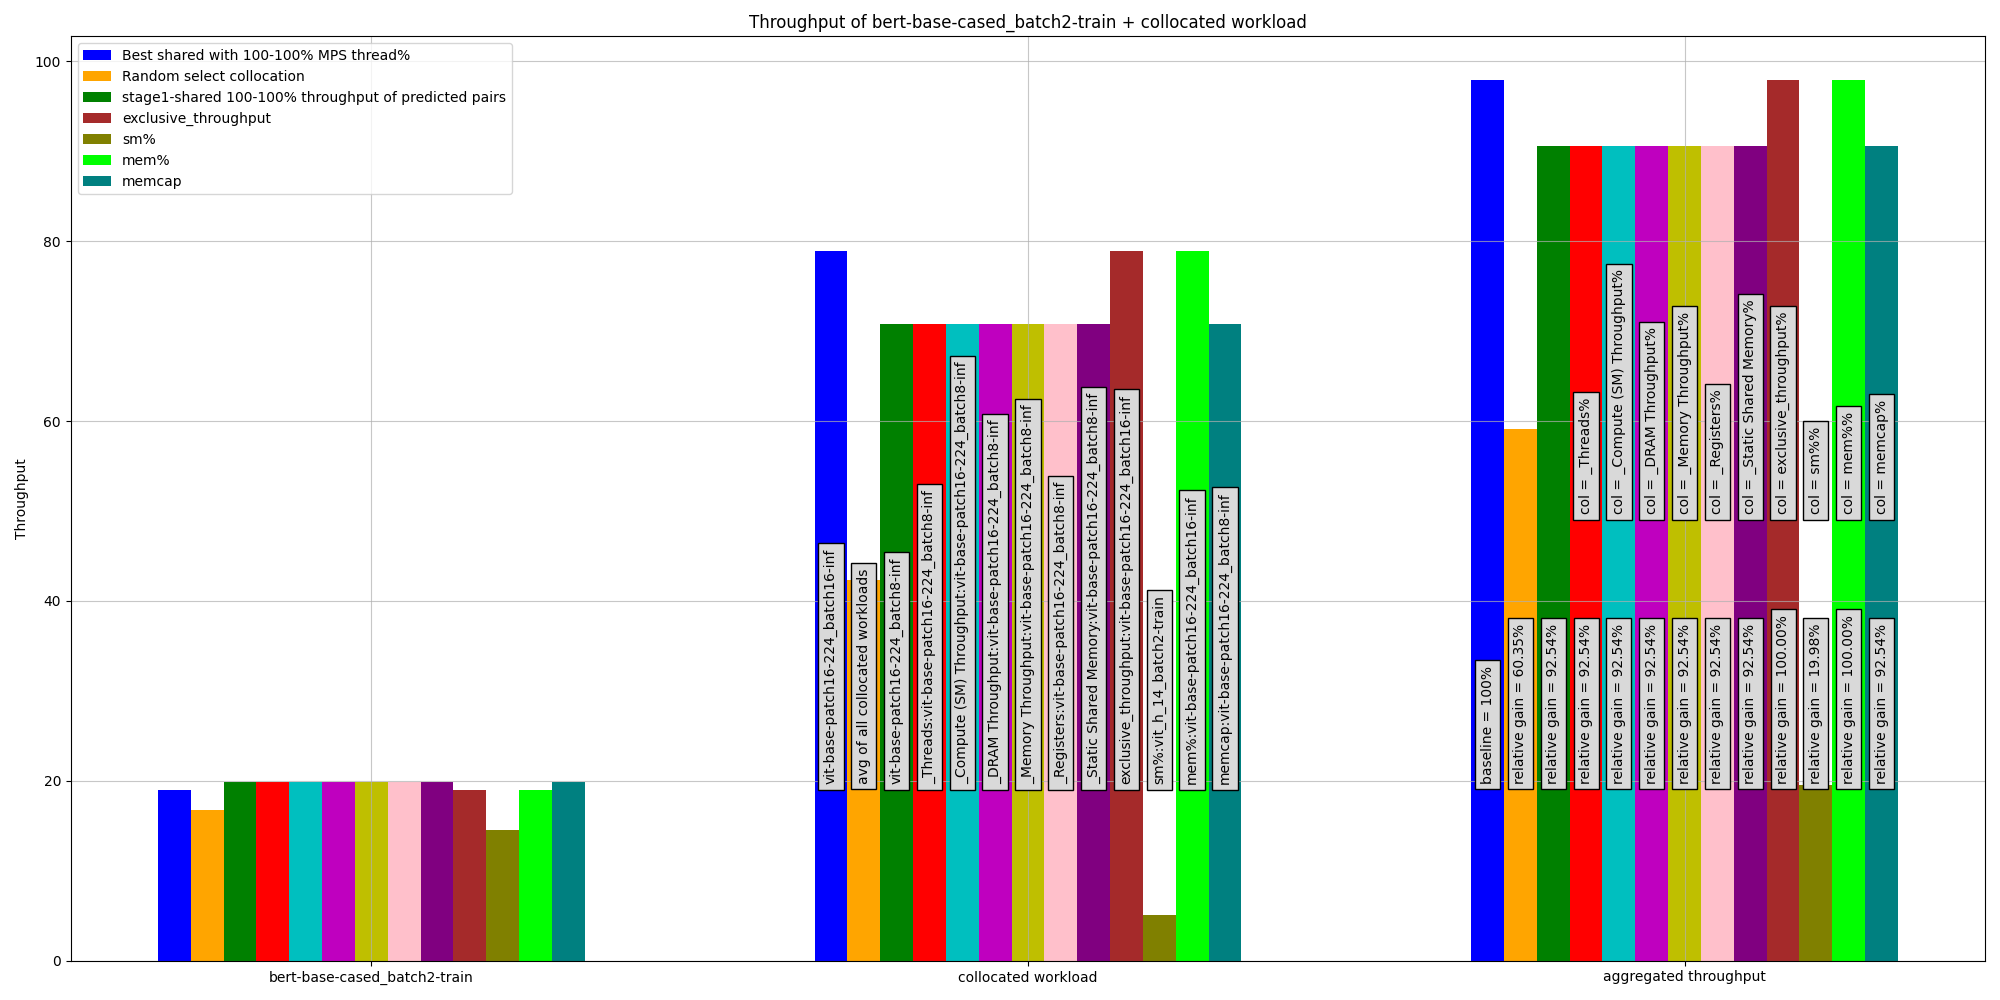 Throughput of bert-base-cased_batch2-train + collocated workload
Best shared with 100-100% MPS thread%
Random select collocation
stage1-shared 100-100% throughput of predicted pairs
exclusive_throughput
sm%
mem%
memcap
Throughput
100
80
60
40
20
0
vit-base-patch16-224_batch16-inf
avg of all collocated workloads
vit-base-patch16-224_batch8-inf
_Threads:vit-base-patch16-224_batch8-inf
_Compute (SM) Throughput:vit-base-patch16-224_batch8-inf
_DRAM Throughput:vit-base-patch16-224_batch8-inf
_Memory Throughput:vit-base-patch16-224_batch8-inf
_Registers:vit-base-patch16-224_batch8-inf
_Static Shared Memory:vit-base-patch16-224_batch8-inf
exclusive_throughput:vit-base-patch16-224_batch16-inf
sm%:vit_h_14_batch2-train
mem%:vit-base-patch16-224_batch16-inf
memcap:vit-base-patch16-224_batch8-inf
col = _Threads%
col = _Compute (SM) Throughput%
col = _DRAM Throughput%
col = _Memory Throughput%
col = _Registers%
col = _Static Shared Memory%
col = exclusive_throughput%
col = sm%%
col = mem%%
col = memcap%
baseline = 100%
relative gain = 60.35%
relative gain = 92.54%
relative gain = 92.54%
relative gain = 92.54%
relative gain = 92.54%
relative gain = 92.54%
relative gain = 92.54%
relative gain = 92.54%
relative gain = 100.00%
relative gain = 19.98%
relative gain = 100.00%
relative gain = 92.54%
bert-base-cased_batch2-train
collocated workload
aggregated throughput